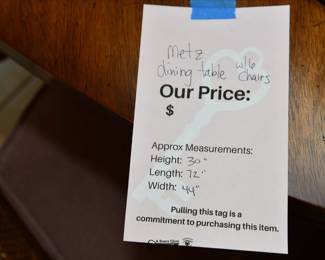 metz
dining table w/6 chairs
Our Price:
$
Approx Measurements:
Height: 30"
Length: 72"
Width: 44"
Pulling this tag is a
commitment to purchasing this item.